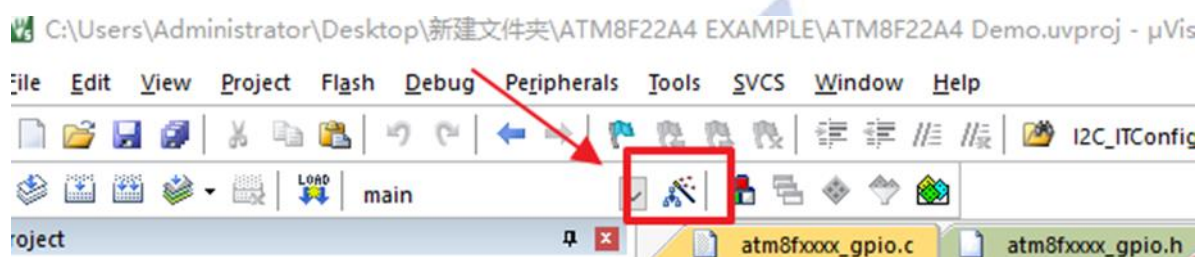 C:\Users\Administrator\Desktop\新建文件夹\ATM8F22A4 EXAMPLE\ATM8F22A4 Demo.uvproj - µVis
File Edit View Project Flash Debug Peripherals Tools SVCS Window Help
I2C_ITConfig
LOAD main
roject
atm8fxxxx_gpio.c atm8fxxxx_gpio.h